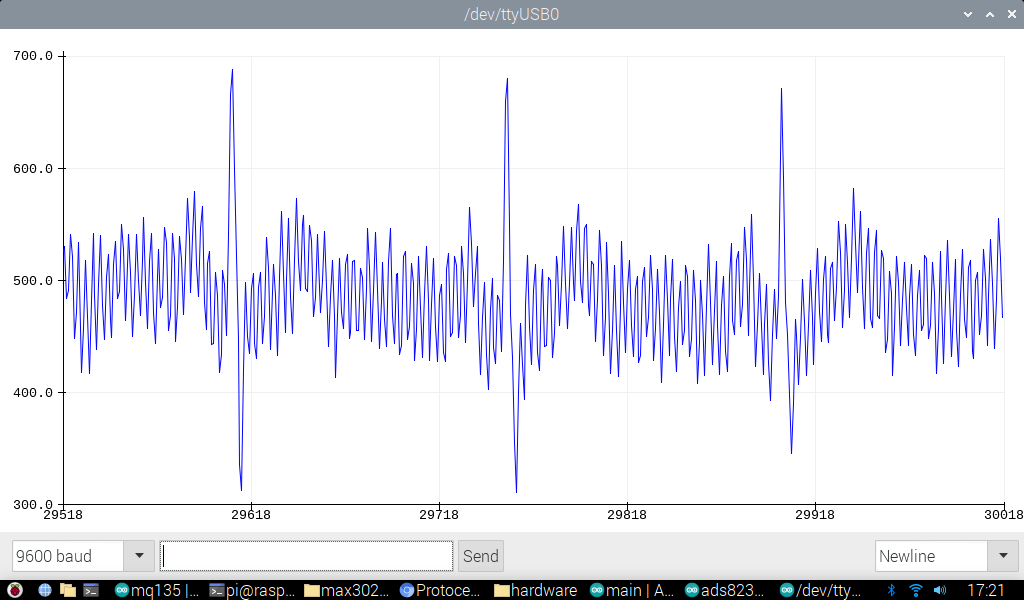 /dev/ttyUSB0
700.0
600.0
500.0
400.0
300.0
29518 29618 29718 29818 29918 30018
9600 baud Send Newline
mq135 |... pi@rasp... max302... Protoce... hardware main | A... ads823... /dev/tty... 17:21